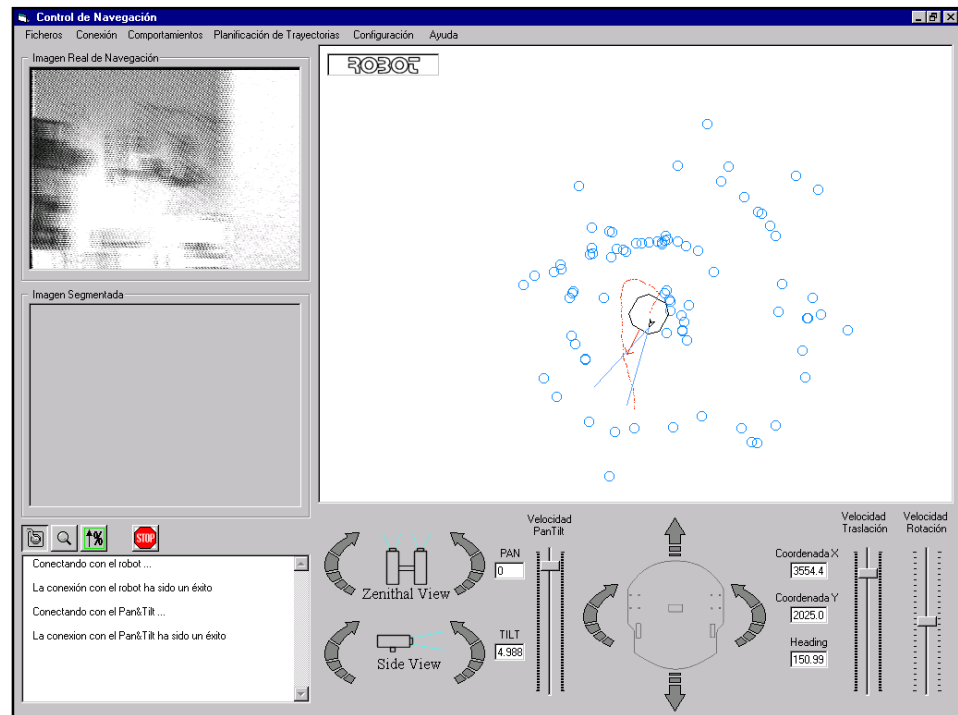 Control de Navegación
Ficheros Conexión Comportamientos Planificación de Trayectorias Configuración Ayuda
Imagen Real de Navegación
ROBOT
Imagen Segmentada
STOP
Conectando con el robot ...
La conexión con el robot ha sido un éxito
Conectando con el Pan&Tilt ...
La conexion con el Pan&Tilt ha sido un éxito
Zenithal View
Side View
PAN
0
TILT
4.988
Velocidad
PanTilt
Coordenada X
3554.4
Coordenada Y
2025.0
Heading
150.99
Velocidad
Traslación
Velocidad
Rotación